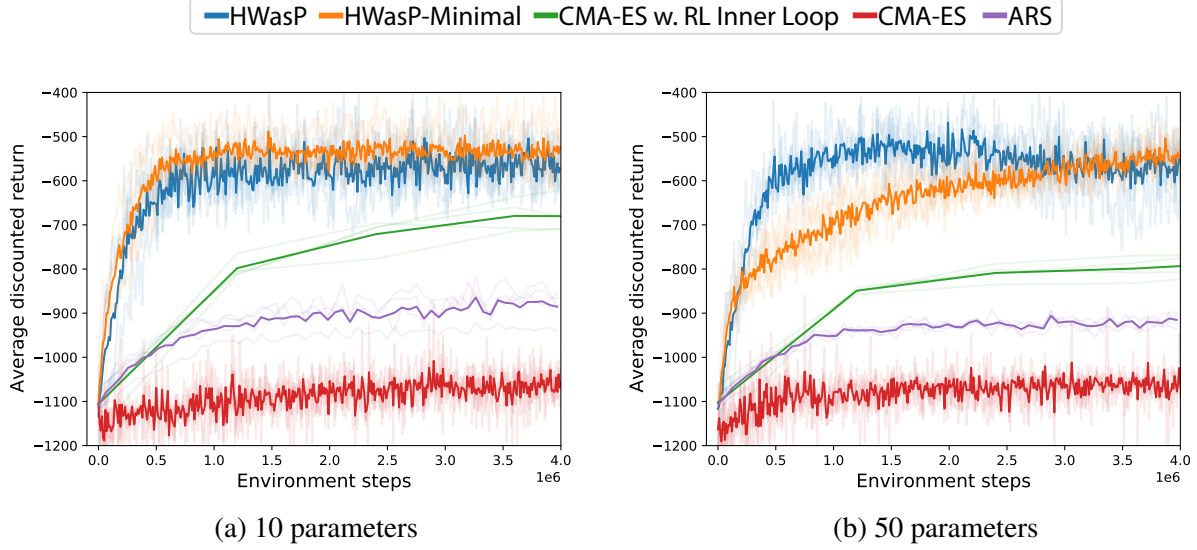 HWasP HWasP-Minimal CMA-ES w. RL Inner Loop CMA-ES ARS
Average discounted return
−400
−500
−600
−700
−800
−900
−1000
−1100
−1200
0.0 0.5 1.0 1.5 2.0 2.5 3.0 3.5 4.0
1e6
Environment steps
(a) 10 parameters
Average discounted return
−400
−500
−600
−700
−800
−900
−1000
−1100
−1200
0.0 0.5 1.0 1.5 2.0 2.5 3.0 3.5 4.0
1e6
Environment steps
(b) 50 parameters